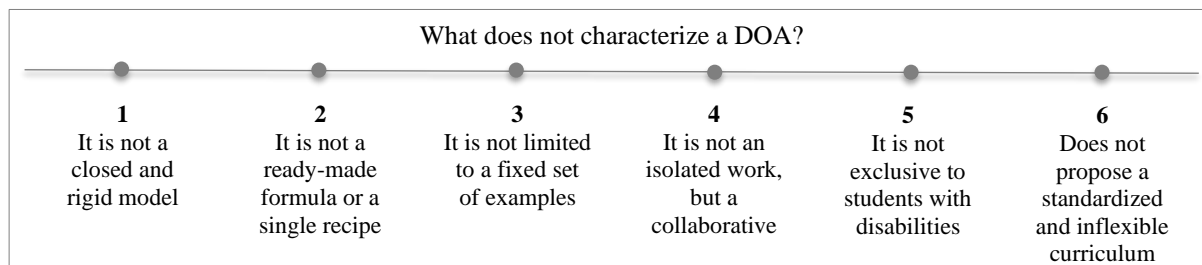 What does not characterize a DOA?
1
It is not a
closed and
rigid model
2
It is not a
ready-made
formula or a
single recipe
3
It is not limited
to a fixed set
of examples
4
It is not an
isolated work,
but a
collaborative
5
It is not
exclusive to
students with
disabilities
6
Does not
propose a
standardized
and inflexible
curriculum